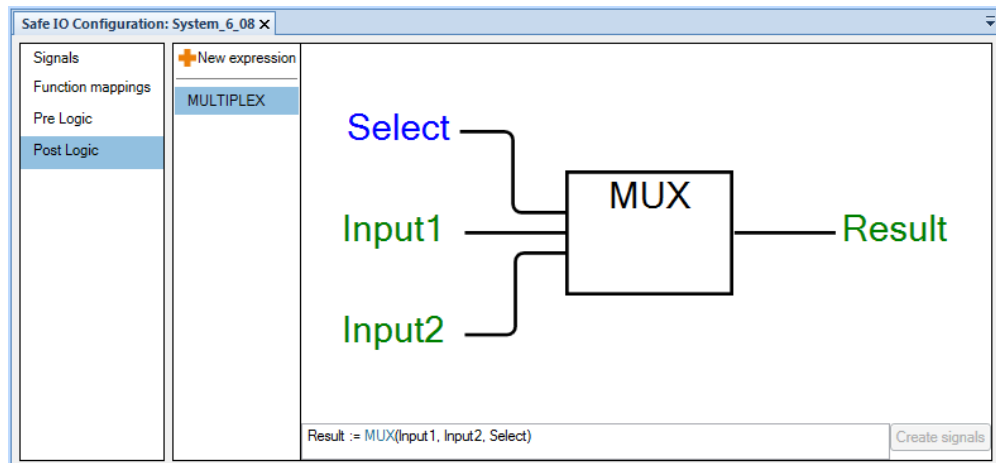 Safe IO Configuration: System_6_08 X
Signals
Function mappings
Pre Logic
Post Logic
New expression
MULTIPLEX
Select
Input1
Input2
MUX
Result
Result := MUX(Input1, Input2, Select)
Create signals